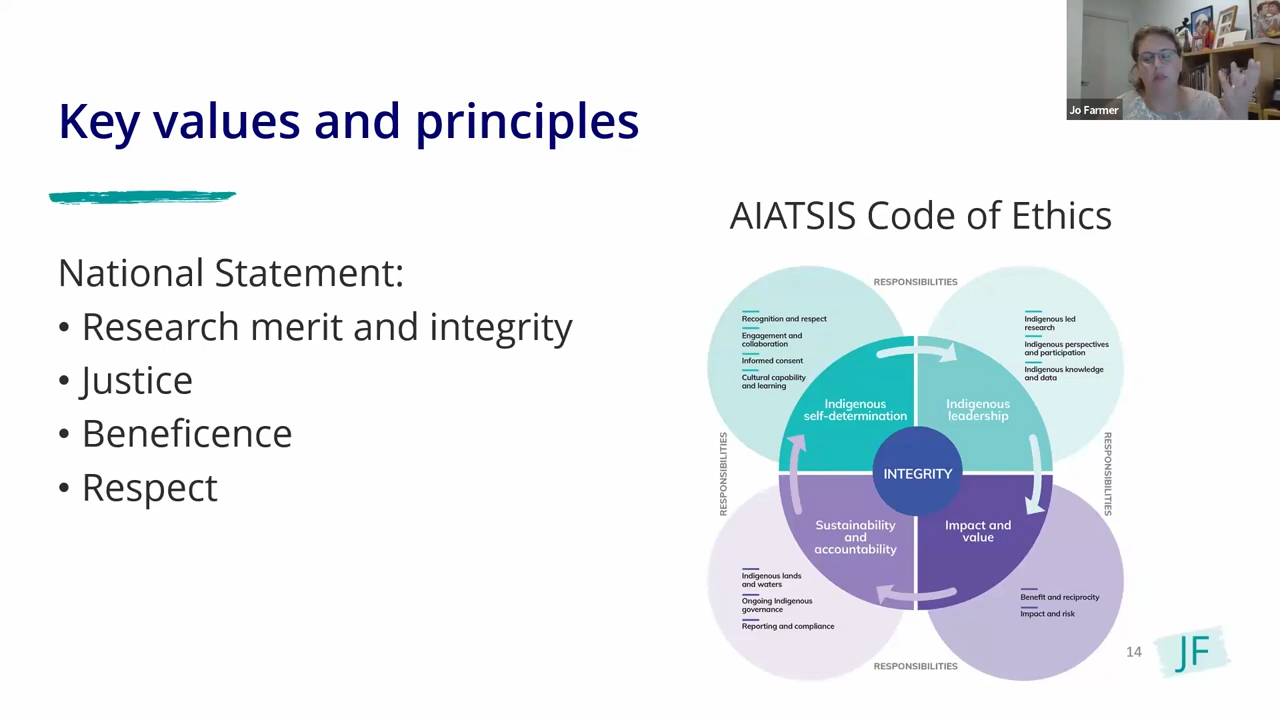 Jo Farmer
Key values and principles
National Statement:
• Research merit and integrity
• Justice
• Beneficence
• Respect
AIATSIS Code of Ethics
RESPONSIBILITIES
Recognition and respect
Engagement and
collaboration
Informed consent
Cultural capability
and learning
Indigenous led
research
Indigenous perspectives
and participation
Indigenous knowledge
and data
Indigenous
self-determination
Indigenous
leadership
RESPONSIBILITIES
INTEGRITY
RESPONSIBILITIES
Sustainability
and
accountability
Impact and
value
Indigenous lands
and waters
Ongoing Indigenous
governance
Reporting and compliance
Benefit and reciprocity
Impact and risk
RESPONSIBILITIES
14
JF